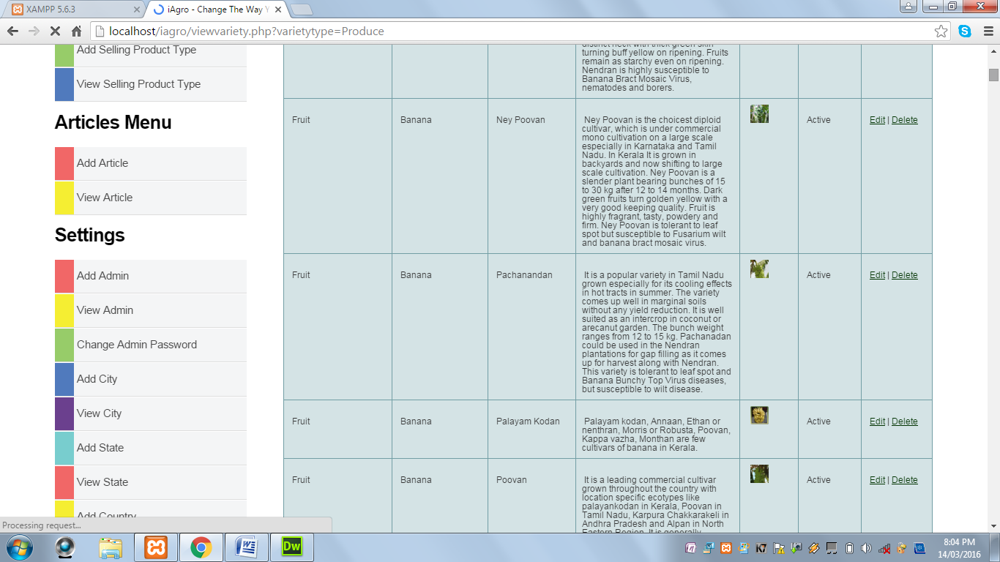 XAMPP 5.6.3
iAgro - Change The Way Y
localhost/iagro/viewvariety.php?varietytype=Produce
Add Selling Product Type
View Selling Product Type
Articles Menu
Add Article
View Article
Settings
Add Admin
View Admin
Change Admin Password
Add City
View City
Add State
View State
Add Country
distinct neck with thick green skin
turning buff yellow on ripening. Fruits
remain as starchy even on ripening.
Nendran is highly susceptible to
Banana Bract Mosaic Virus,
nematodes and borers.
Fruit
Banana
Ney Poovan
Ney Poovan is the choicest diploid
cultivar, which is under commercial
mono cultivation on a large scale
especially in Karnataka and Tamil
Nadu. In Kerala It is grown in
backyards and now shifting to large
scale cultivation. Ney Poovan is a
slender plant bearing bunches of 15
to 30 kg after 12 to 14 months. Dark
green fruits turn golden yellow with a
very good keeping quality. Fruit is
highly fragrant, tasty, powdery and
firm. Ney Poovan is tolerant to leaf
spot but susceptible to Fusarium wilt
and banana bract mosaic virus.
Active
Edit | Delete
Fruit
Banana
Pachanandan
It is a popular variety in Tamil Nadu
grown especially for its cooling effects
in hot tracts in summer. The variety
comes up well in marginal soils
without any yield reduction. It is well
suited as an intercrop in coconut or
arecanut garden. The bunch weight
ranges from 12 to 15 kg. Pachanadan
could be used in the Nendran
plantations for gap filling as it comes
up for harvest along with Nendran.
This variety is tolerant to leaf spot and
Banana Bunchy Top Virus diseases,
but susceptible to wilt disease.
Active
Edit | Delete
Fruit
Banana
Palayam Kodan
Palayam kodan, Annaan, Ethan or
nenthran, Morris or Robusta, Poovan,
Kappa vazha, Monthan are few
cultivars of banana in Kerala.
Active
Edit | Delete
Fruit
Banana
Poovan
It is a leading commercial cultivar
grown throughout the country with
location specific ecotypes like
palayankodan in Kerala, Poovan in
Tamil Nadu, Karpura Chakkarakeli in
Andhra Pradesh and Alpan in North
Eastern Region. It is generally
Active
Edit | Delete
Processing request...
Dw
8:04 PM
14/03/2016